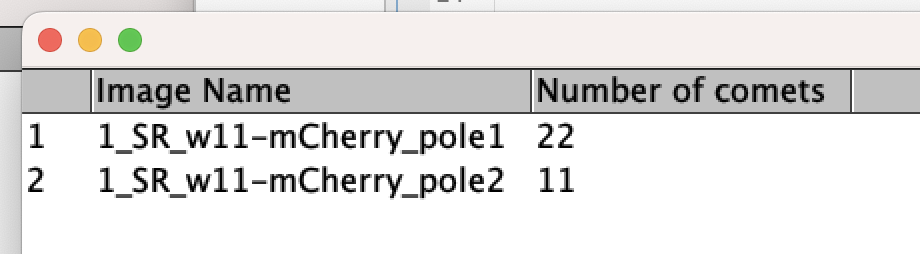 Image Name Number of comets
1 1_SR_w11-mCherry_pole1 22
2 1_SR_w11-mCherry_pole2 11